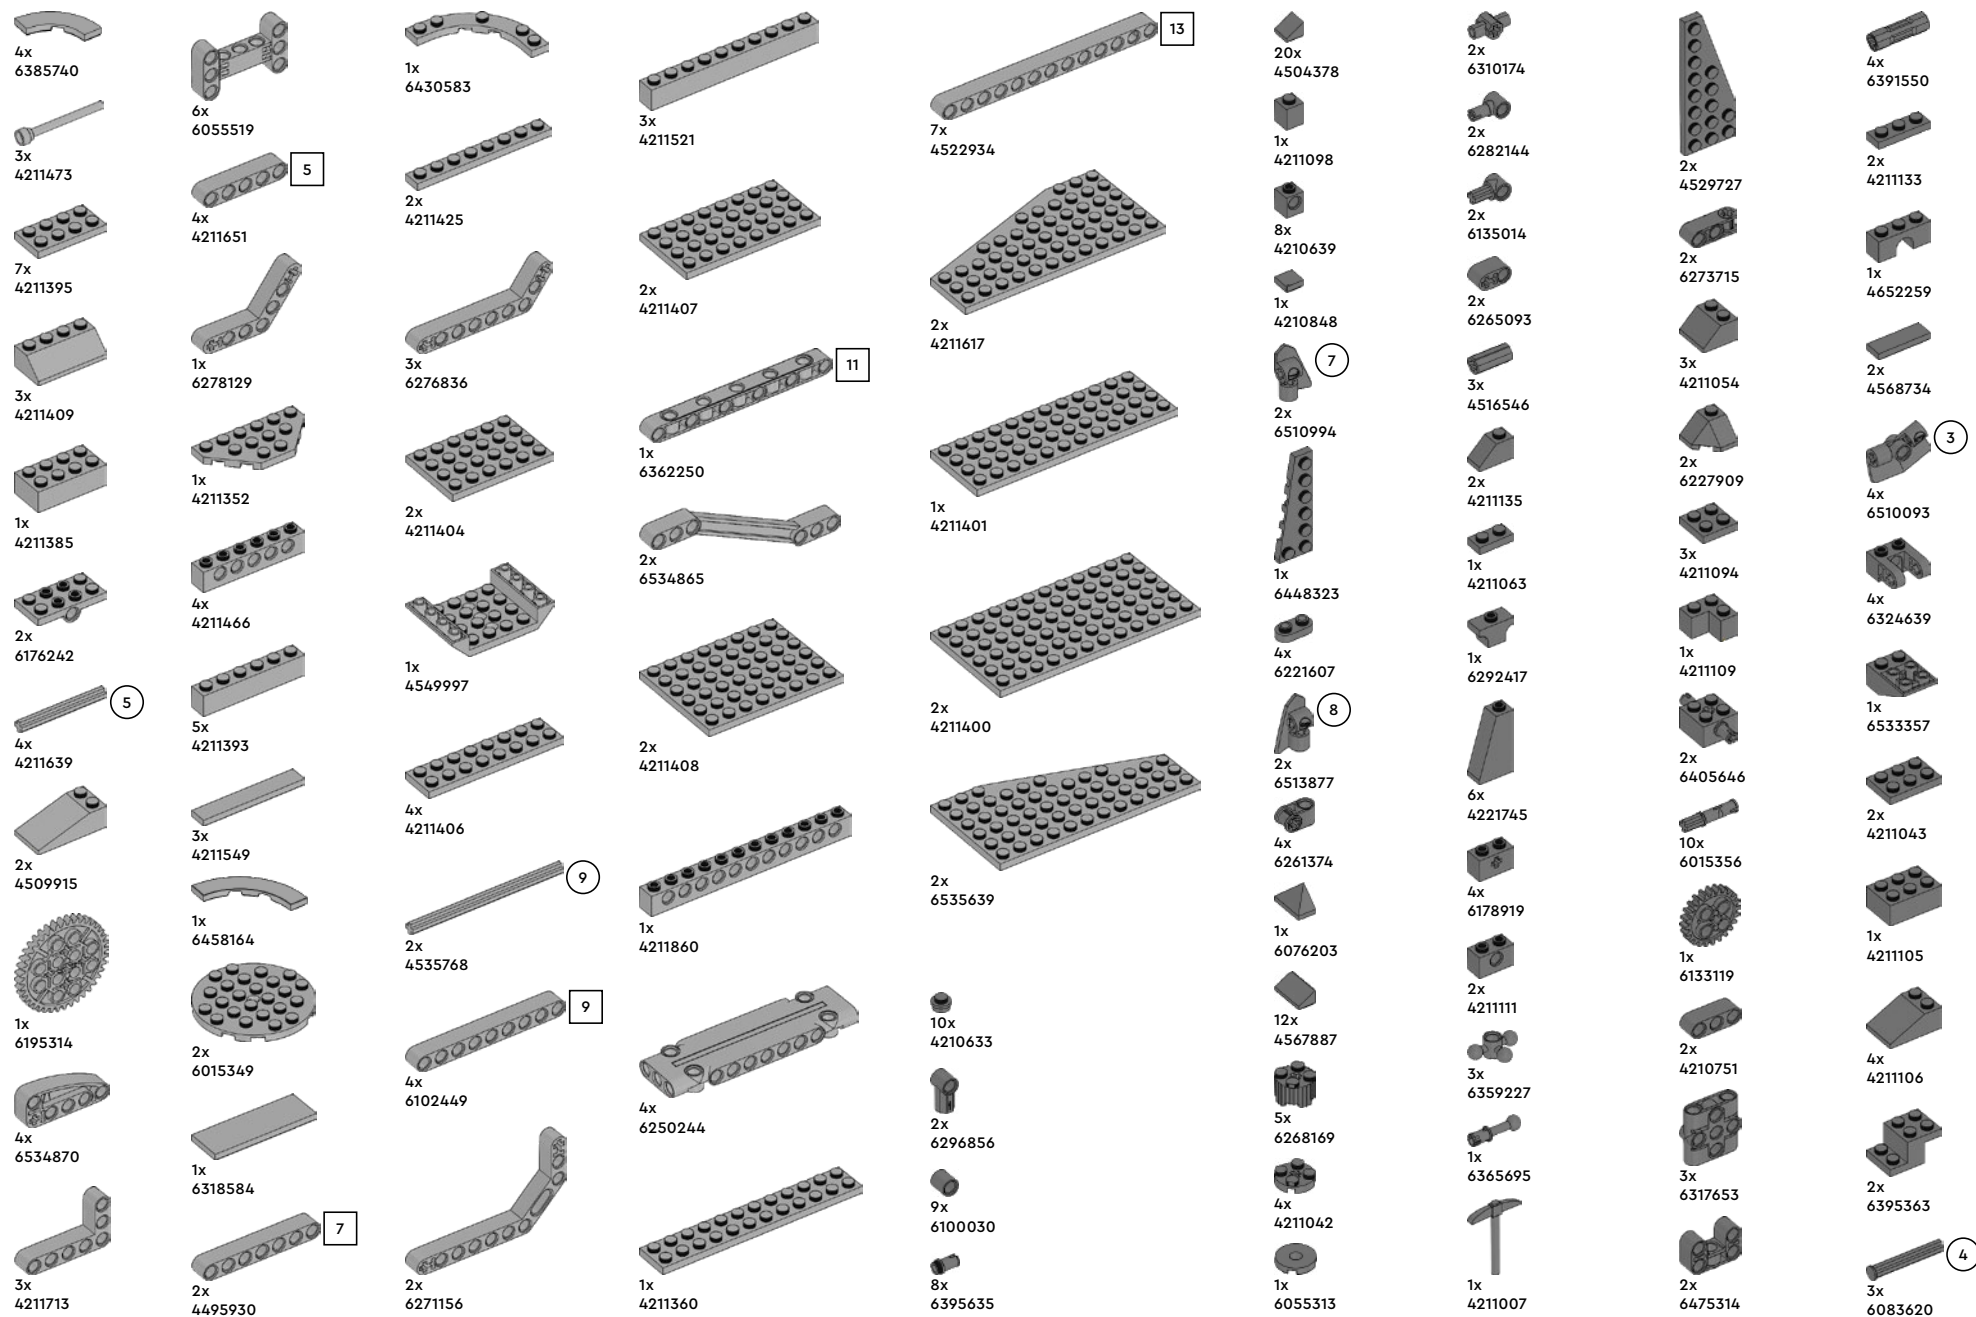 4x
6385740
3x
4211473
7x
4211395
3x
4211409
1x
4211385
2x
6176242
5
4x
4211639
2x
4509915
1x
6195314
4x
6534870
3x
4211713
6x
6055519
5
4x
4211651
1x
6278129
1x
4211352
4x
4211466
5x
4211393
3x
4211549
1x
6458164
2x
6015349
1x
6318584
7
2x
4495930
1x
6430583
2x
4211425
3x
6276836
2x
4211404
1x
4549997
4x
4211406
9
2x
4535768
9
4x
6102449
2x
6271156
3x
4211521
2x
4211407
11
1x
6362250
2x
6534865
2x
4211408
1x
4211860
4x
6250244
1x
4211360
13
7x
4522934
2x
4211617
1x
4211401
2x
4211400
2x
6535639
10x
4210633
2x
6296856
9x
6100030
8x
6395635
20x
4504378
1x
4211098
8x
4210639
1x
4210848
7
2x
6510994
1x
6448323
4x
6221607
8
2x
6513877
4x
6261374
1x
6076203
12x
4567887
5x
6268169
4x
4211042
1x
6055313
2x
6310174
2x
6282144
2x
6135014
2x
6265093
3x
4516546
2x
4211135
1x
4211063
1x
6292417
6x
4221745
4x
6178919
2x
4211111
3x
6359227
1x
6365695
1x
4211007
2x
4529727
2x
6273715
3x
4211054
2x
6227909
3x
4211094
1x
4211109
2x
6405646
10x
6015356
1x
6133119
2x
4210751
3x
6317653
2x
6475314
4x
6391550
2x
4211133
1x
4652259
2x
4568734
3
4x
6510093
4x
6324639
1x
6533357
2x
4211043
1x
4211105
4x
4211106
2x
6395363
4
3x
6083620